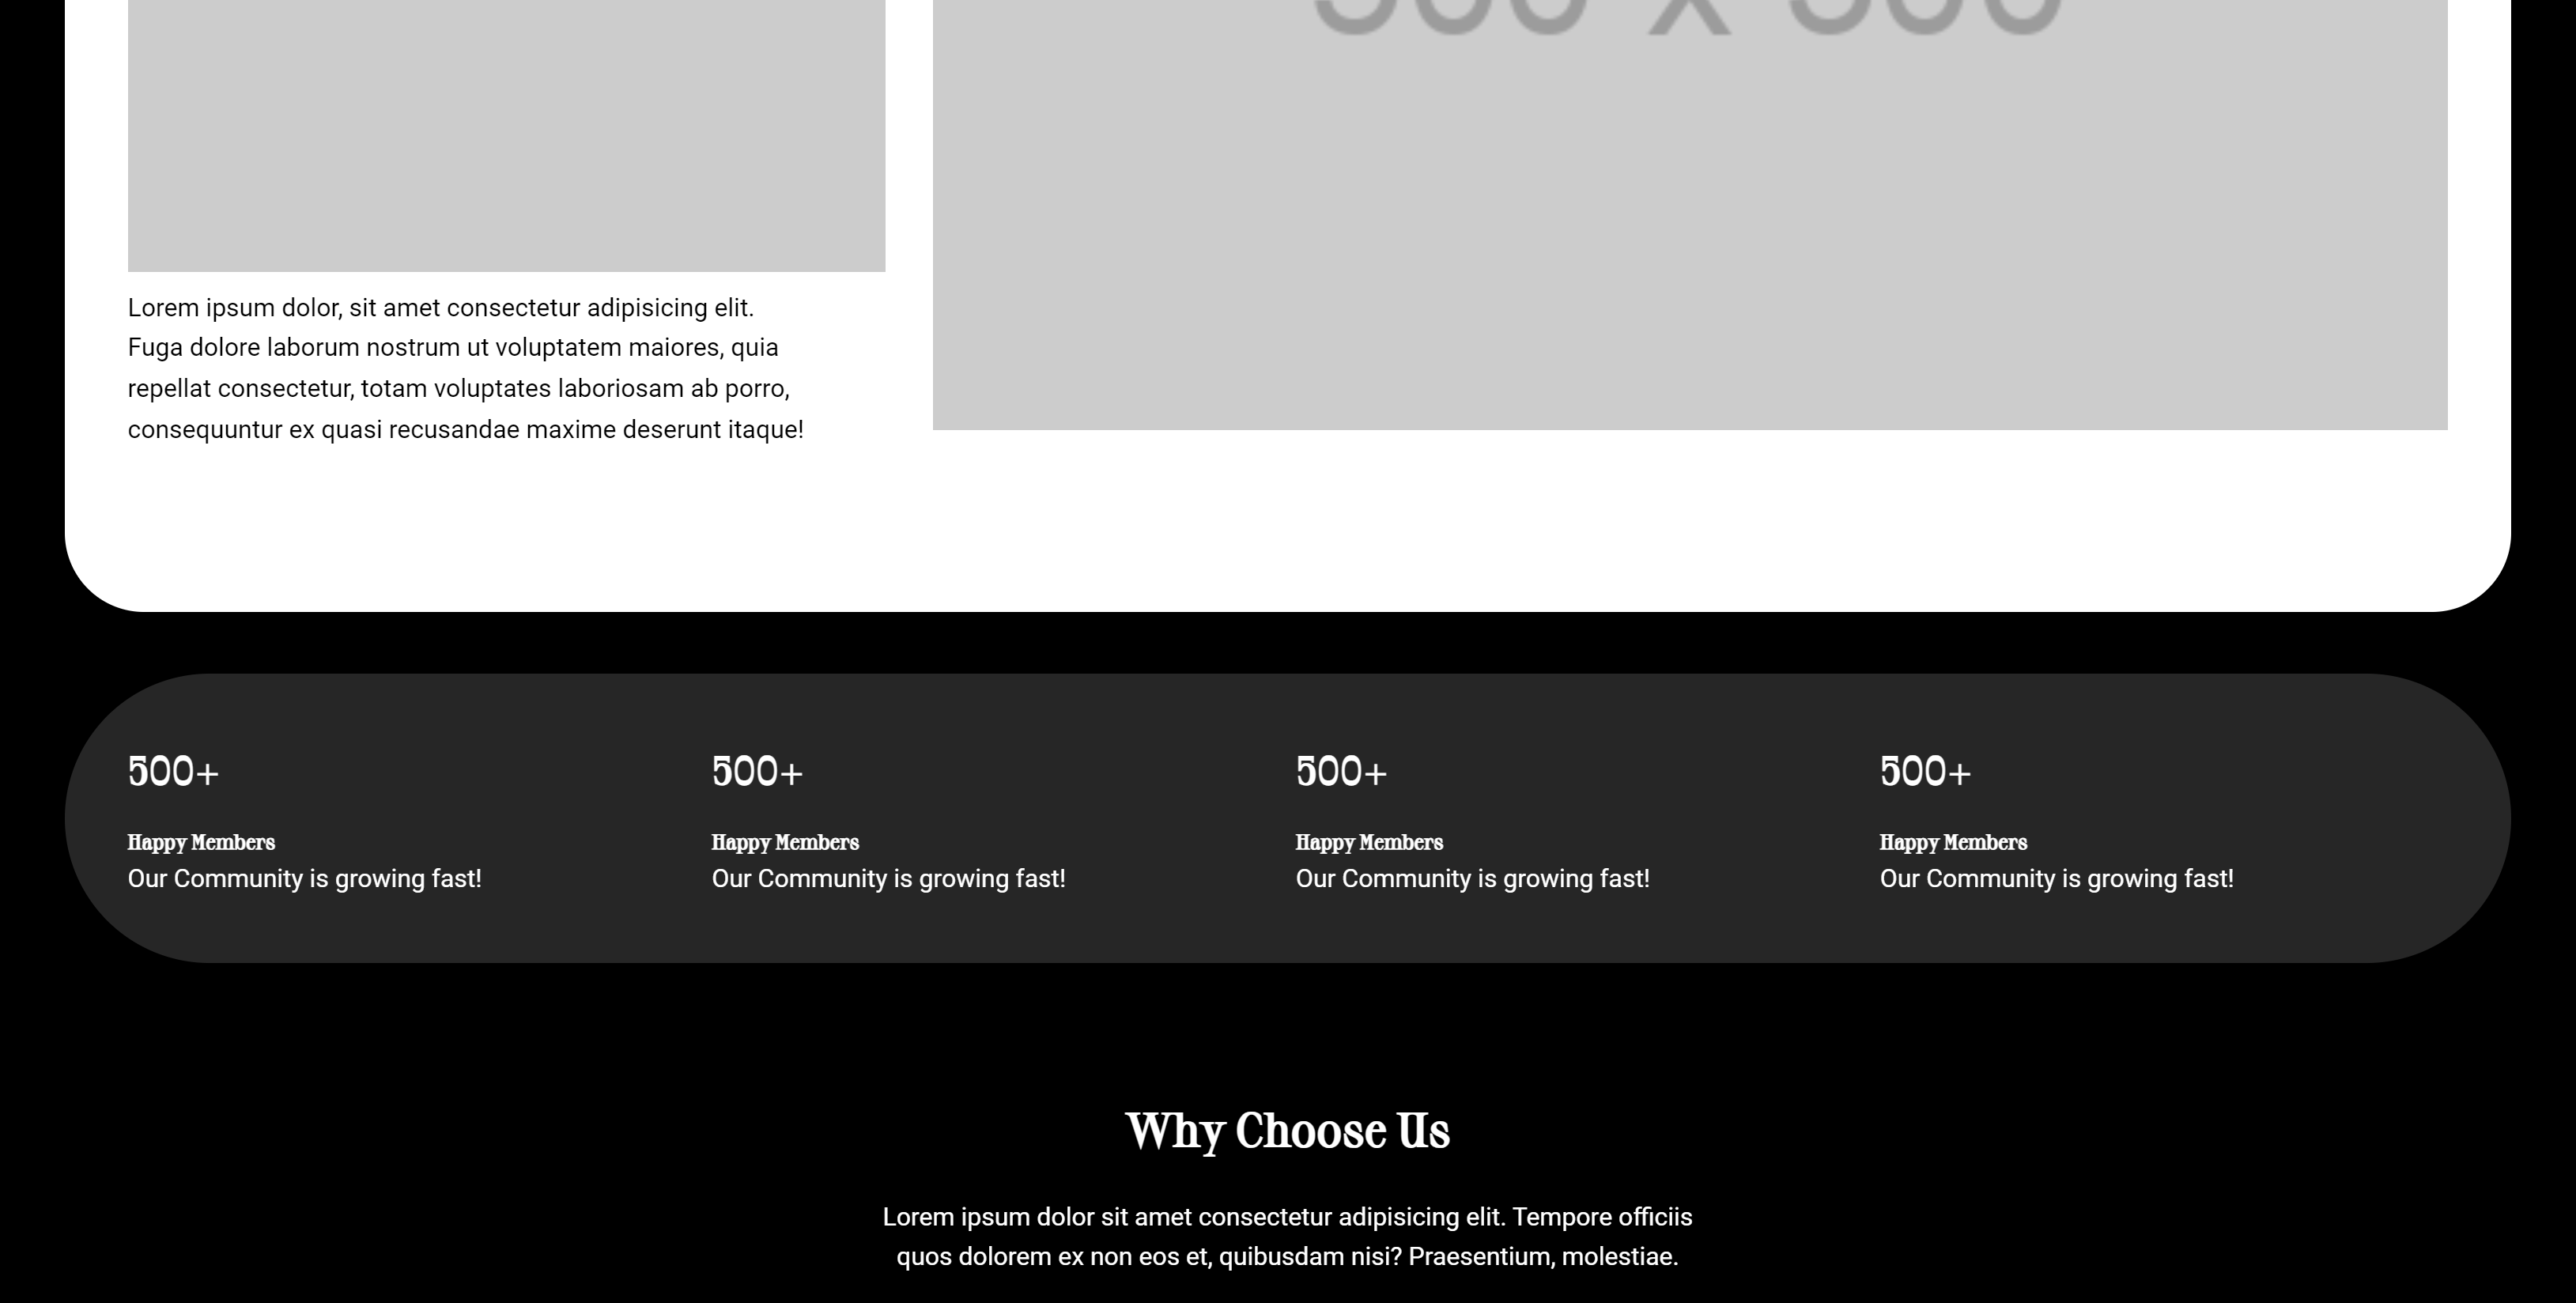 500 x 500
Lorem ipsum dolor, sit amet consectetur adipisicing elit.
Fuga dolore laborum nostrum ut voluptatem maiores, quia
repellat consectetur, totam voluptates laboriosam ab porro,
consequuntur ex quasi recusandae maxime deserunt itaque!
500+ 500+ 500+ 500+
Happy Members Happy Members Happy Members Happy Members
Our Community is growing fast! Our Community is growing fast! Our Community is growing fast! Our Community is growing fast!
Why Choose Us
Lorem ipsum dolor sit amet consectetur adipisicing elit. Tempore officiis
quos dolorem ex non eos et, quibusdam nisi? Praesentium, molestiae.